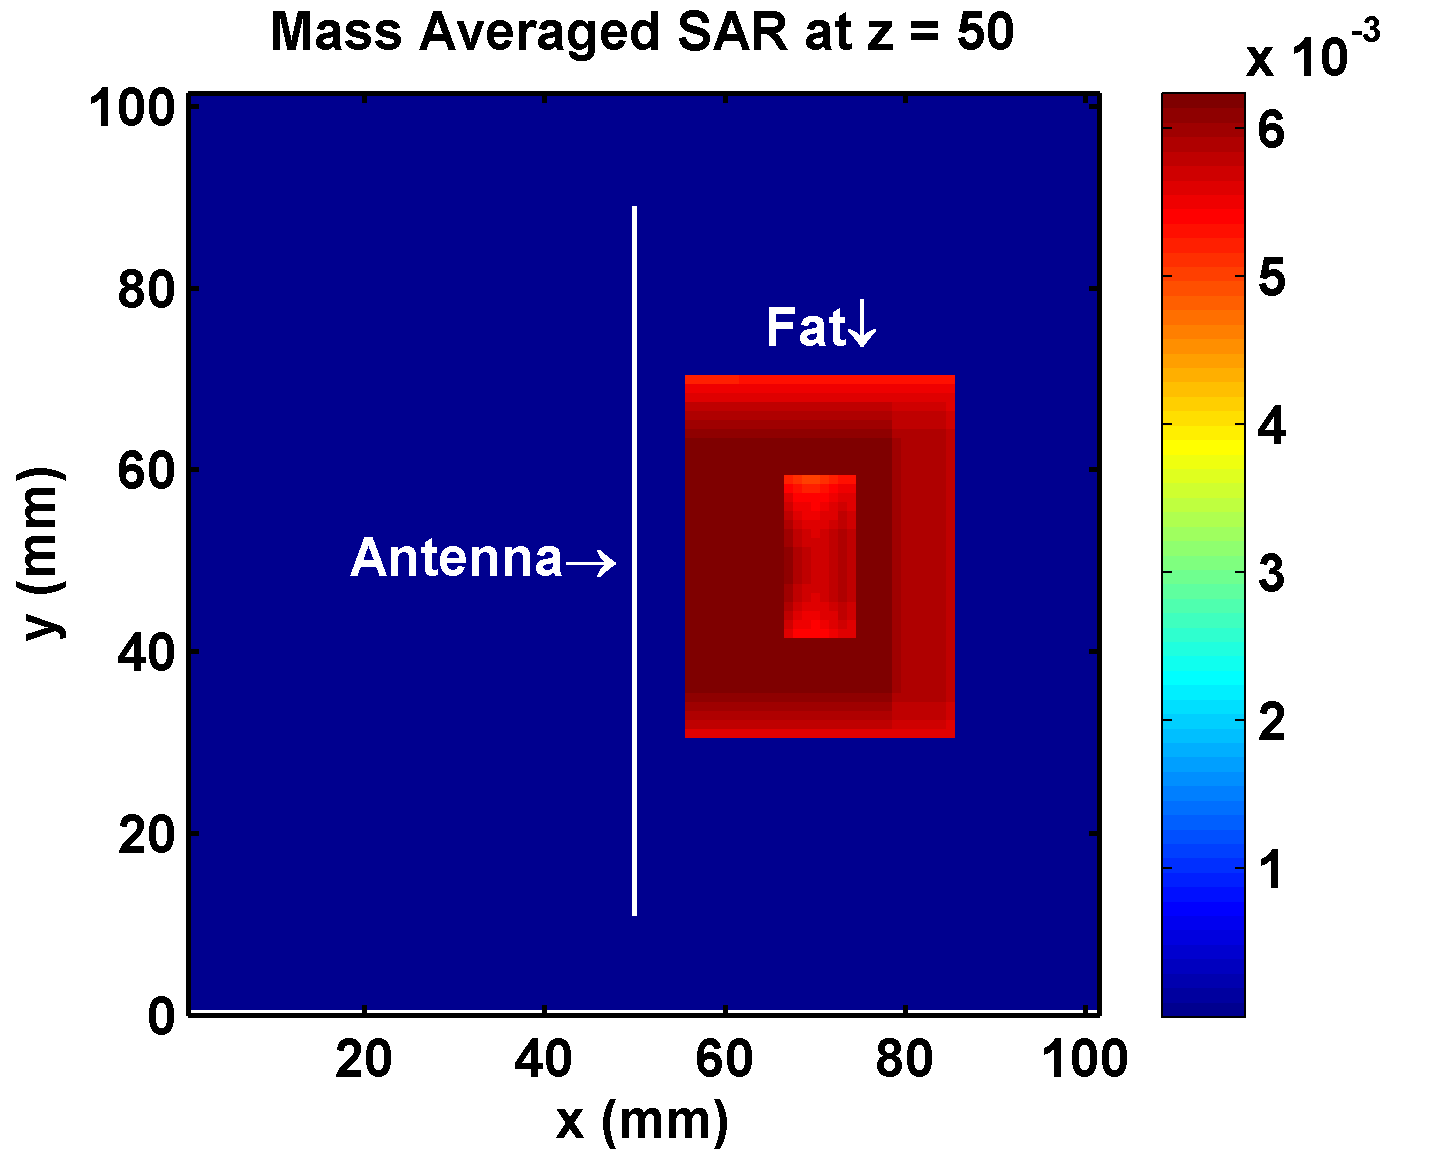 Mass Averaged SAR at z = 50
x 10^-3
100
80
60
40
20
0
y (mm)
Fat↓
Antenna→
20 40 60 80 100
x (mm)
6
5
4
3
2
1